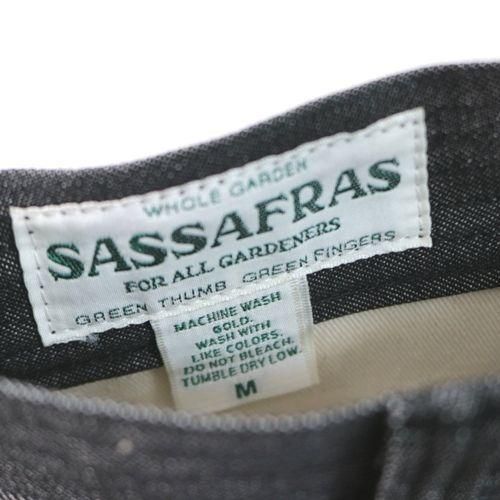 WHOLE GARDEN
SASSAFRAS
FOR ALL GARDENERS
GREEN THUMB GREEN FINGERS
MACHINE WASH
GOLD.
WASH WITH
LIKE COLORS.
DO NOT BLEACH.
TUMBLE DRY LOW.
M